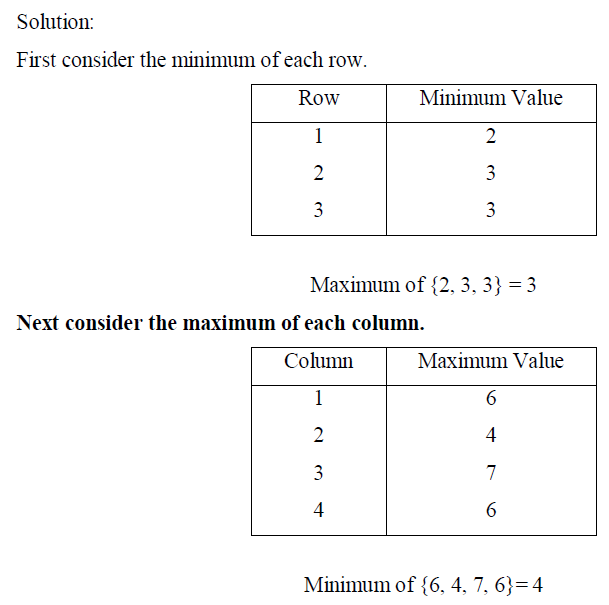 Solution:
First consider the minimum of each row.
Row Minimum Value
1 2
2 3
3 3
Maximum of {2, 3, 3} = 3
Next consider the maximum of each column.
Column Maximum Value
1 6
2 4
3 7
4 6
Minimum of {6, 4, 7, 6}= 4